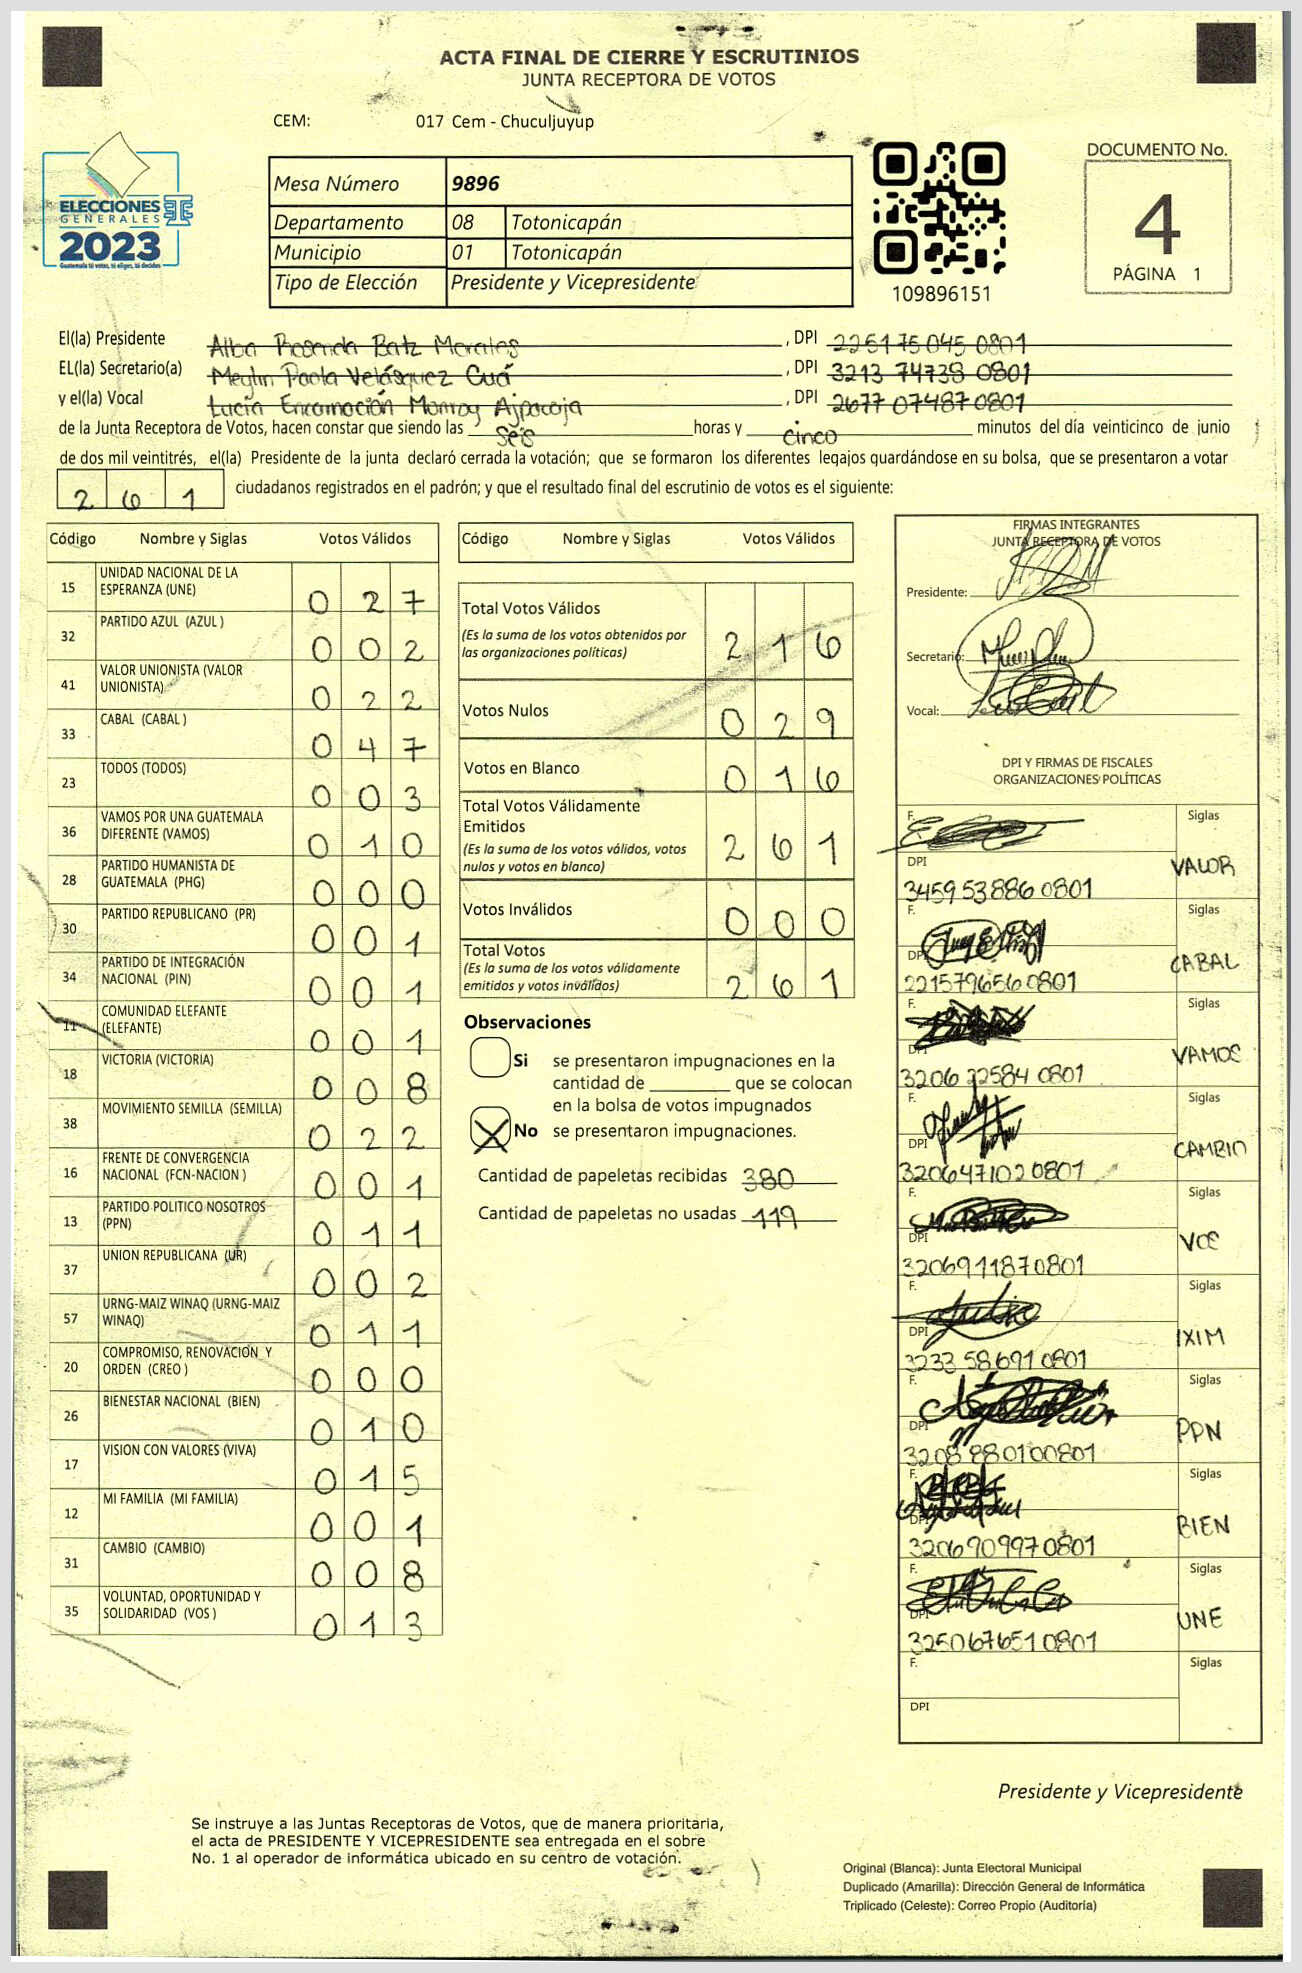 ACTA FINAL DE CIERRE Y ESCRUTINIOS
JUNTA RECEPTORA DE VOTOS
CEM: 017 Cem - Chuculjuyup
ELECCIONES
GENERALES
2023
Guatemala tú votas, tú eliges, tú decides
Mesa Número 9896
Departamento 08 Totonicapán
Municipio 01 Totonicapán
Tipo de Elección Presidente y Vicepresidente
109896151
DOCUMENTO No.
4
PÁGINA 1
El(la) Presidente Alba Rosenda Batz Morales, DPI 2251 75 045 0801
EL(la) Secretario(a) Meylin Paola Velásquez Cuá, DPI 3213 74738 0801
y el(la) Vocal Lucía Encarnación Monroy Ajpacajá, DPI 2677 07487 0801
de la Junta Receptora de Votos, hacen constar que siendo las seis horas y cinco minutos del día veinticinco de junio
de dos mil veintitrés, el(la) Presidente de la junta declaró cerrada la votación; que se formaron los diferentes legajos guardándose en su bolsa, que se presentaron a votar
2 6 1 ciudadanos registrados en el padrón; y que el resultado final del escrutinio de votos es el siguiente:
Código Nombre y Siglas Votos Válidos
15 UNIDAD NACIONAL DE LA ESPERANZA (UNE) 0 2 7
32 PARTIDO AZUL (AZUL ) 0 0 2
41 VALOR UNIONISTA (VALOR UNIONISTA) 0 2 2
33 CABAL (CABAL ) 0 4 7
23 TODOS (TODOS) 0 0 3
36 VAMOS POR UNA GUATEMALA DIFERENTE (VAMOS) 0 1 0
28 PARTIDO HUMANISTA DE GUATEMALA (PHG) 0 0 0
30 PARTIDO REPUBLICANO (PR) 0 0 1
34 PARTIDO DE INTEGRACIÓN NACIONAL (PIN) 0 0 1
11 COMUNIDAD ELEFANTE (ELEFANTE) 0 0 1
18 VICTORIA (VICTORIA) 0 0 8
38 MOVIMIENTO SEMILLA (SEMILLA) 0 2 2
16 FRENTE DE CONVERGENCIA NACIONAL (FCN-NACION ) 0 0 1
13 PARTIDO POLITICO NOSOTROS (PPN) 0 1 1
37 UNION REPUBLICANA (UR) 0 0 2
57 URNG-MAIZ WINAQ (URNG-MAIZ WINAQ) 0 1 1
20 COMPROMISO, RENOVACIÓN Y ORDEN (CREO ) 0 0 0
26 BIENESTAR NACIONAL (BIEN) 0 1 0
17 VISION CON VALORES (VIVA) 0 1 5
12 MI FAMILIA (MI FAMILIA) 0 0 1
31 CAMBIO (CAMBIO) 0 0 8
35 VOLUNTAD, OPORTUNIDAD Y SOLIDARIDAD (VOS ) 0 1 3
Código Nombre y Siglas Votos Válidos
Total Votos Válidos
(Es la suma de los votos obtenidos por las organizaciones políticas) 2 1 6
Votos Nulos 0 2 9
Votos en Blanco 0 1 6
Total Votos Válidamente Emitidos
(Es la suma de los votos válidos, votos nulos y votos en blanco) 2 6 1
Votos Inválidos 0 0 0
Total Votos
(Es la suma de los votos válidamente emitidos y votos inválidos) 2 6 1
Observaciones
Si se presentaron impugnaciones en la
cantidad de ________ que se colocan
en la bolsa de votos impugnados
No se presentaron impugnaciones.
Cantidad de papeletas recibidas 380
Cantidad de papeletas no usadas 119
FIRMAS INTEGRANTES
JUNTA RECEPTORA DE VOTOS
Presidente:
Secretario:
Vocal:
DPI Y FIRMAS DE FISCALES
ORGANIZACIONES POLÍTICAS
F. Siglas
DPI VALOR
3459 53886 0801
F. Siglas
DPI CABAL
221579656 0801
F. Siglas
DPI VAMOS
3206 22584 0801
F. Siglas
DPI CAMBIO
320647102 0801
F. Siglas
DPI VOS
320691187 0801
F. Siglas
DPI IXIM
3233 58691 0801
F. Siglas
DPI PPN
3208 88010 0801
F. Siglas
DPI BIEN
320690997 0801
F. Siglas
DPI UNE
325067651 0801
F. Siglas
DPI
Presidente y Vicepresidente
Se instruye a las Juntas Receptoras de Votos, que de manera prioritaria,
el acta de PRESIDENTE Y VICEPRESIDENTE sea entregada en el sobre
No. 1 al operador de informática ubicado en su centro de votación.
Original (Blanca): Junta Electoral Municipal
Duplicado (Amarilla): Dirección General de Informática
Triplicado (Celeste): Correo Propio (Auditoría)